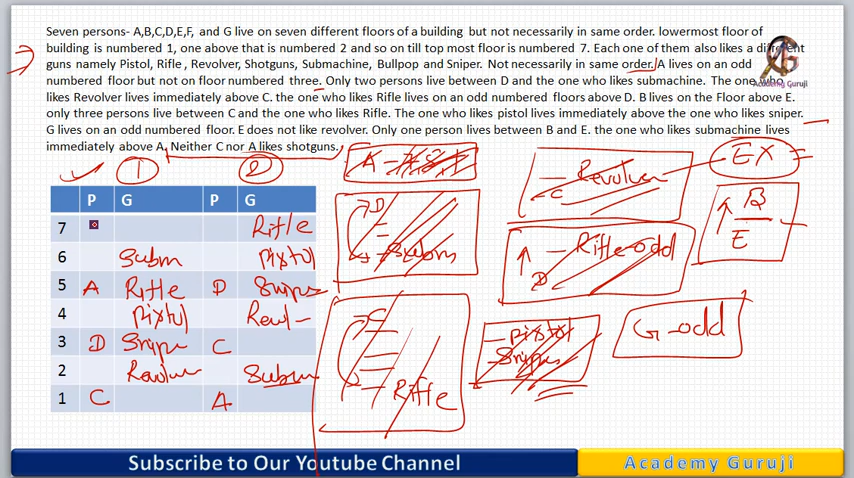 Seven persons- A,B,C,D,E,F, and G live on seven different floors of a building but not necessarily in same order. lowermost floor of
building is numbered 1, one above that is numbered 2 and so on till top most floor is numbered 7. Each one of them also likes a different
guns namely Pistol, Rifle , Revolver, Shotguns, Submachine, Bullpop and Sniper. Not necessarily in same order. A lives on an odd
numbered floor but not on floor numbered three. Only two persons live between D and the one who likes submachine. The one who
likes Revolver lives immediately above C. the one who likes Rifle lives on an odd numbered floors above D. B lives on the Floor above E.
only three persons live between C and the one who likes Rifle. The one who likes pistol lives immediately above the one who likes sniper.
G lives on an odd numbered floor. E does not like revolver. Only one person lives between B and E. the one who likes submachine lives
immediately above A. Neither C nor A likes shotguns.
Academy Guruji
1 2
P G P G
7 Rifle
6 Subm Pistol
5 A Rifle D Sniper
4 Pistol Revol-
3 D Sniper C
2 Revolver Subm
1 C A
D
C
Rifle
- Revolver
C
- Rifle-odd
D
- Pistol
- Sniper
EX
B
E
G-odd
Subscribe to Our Youtube Channel
Academy Guruji